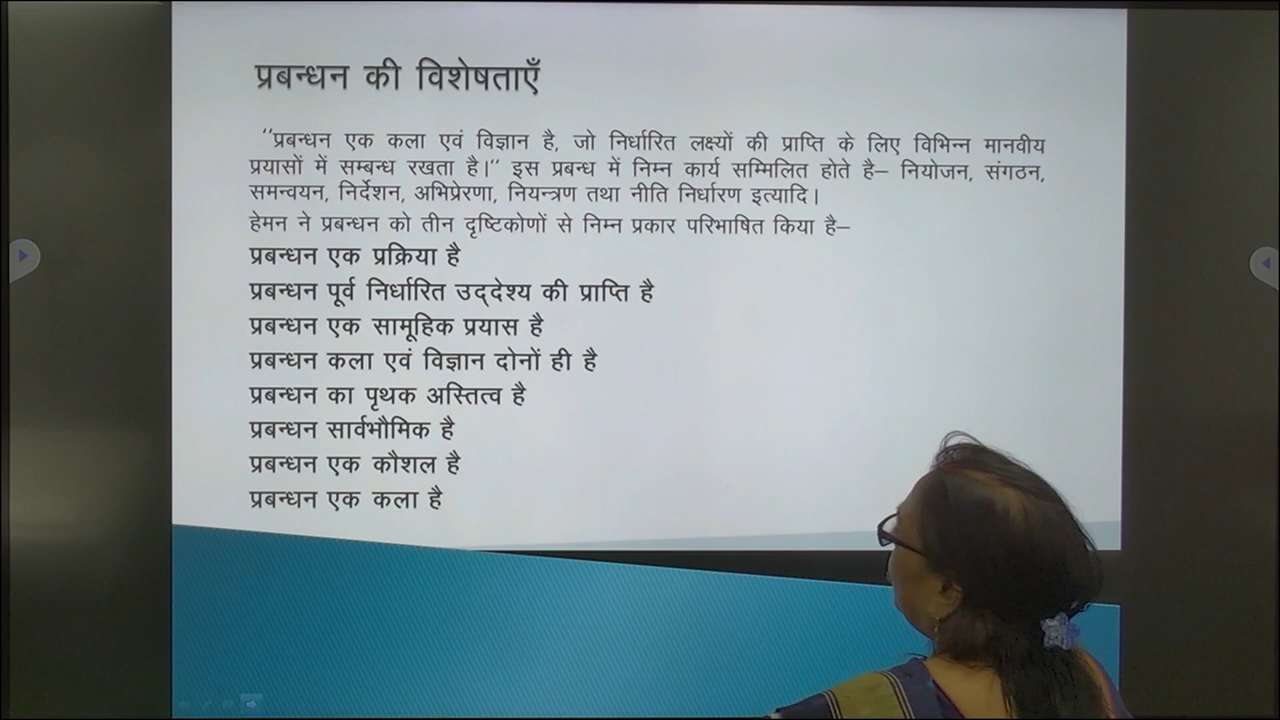 प्रबन्धन की विशेषताएँ
‘‘प्रबन्धन एक कला एवं विज्ञान है, जो निर्धारित लक्ष्यों की प्राप्ति के लिए विभिन्न मानवीय
प्रयासों में सम्बन्ध रखता है।‘‘ इस प्रबन्ध में निम्न कार्य सम्मिलित होते है– नियोजन, संगठन,
समन्वयन, निर्देशन, अभिप्रेरणा, नियन्त्रण तथा नीति निर्धारण इत्यादि।
हेमन ने प्रबन्धन को तीन दृष्टिकोणों से निम्न प्रकार परिभाषित किया है–
प्रबन्धन एक प्रक्रिया है
प्रबन्धन पूर्व निर्धारित उद्‌देश्य की प्राप्ति है
प्रबन्धन एक सामूहिक प्रयास है
प्रबन्धन कला एवं विज्ञान दोनों ही है
प्रबन्धन का पृथक अस्तित्व है
प्रबन्धन सार्वभौमिक है
प्रबन्धन एक कौशल है
प्रबन्धन एक कला है